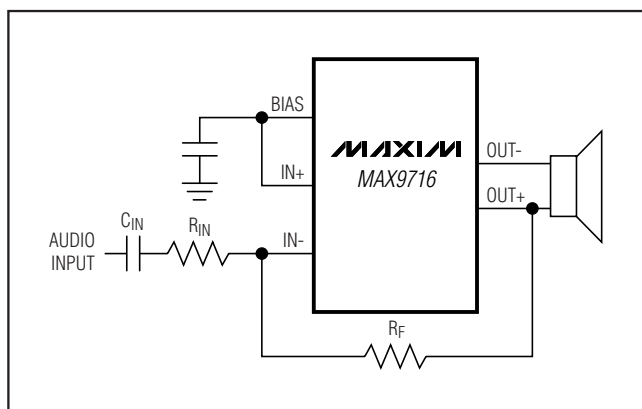 BIAS
MAXIM
MAX9716
OUT-
IN+
OUT+
CIN
RIN
AUDIO
INPUT
IN-
RF